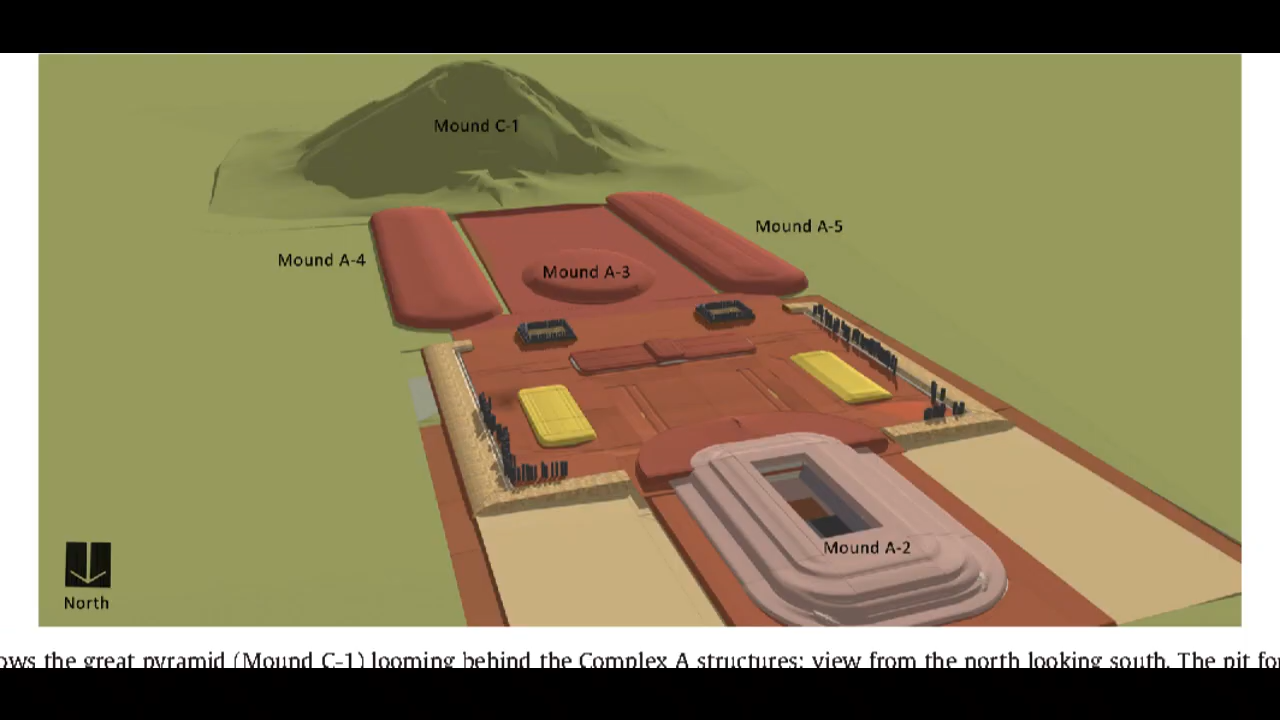 Mound C-1
Mound A-5
Mound A-4
Mound A-3
Mound A-2
North
ows the great pyramid (Mound C-1) looming behind the Complex A structures; view from the north looking south. The pit for